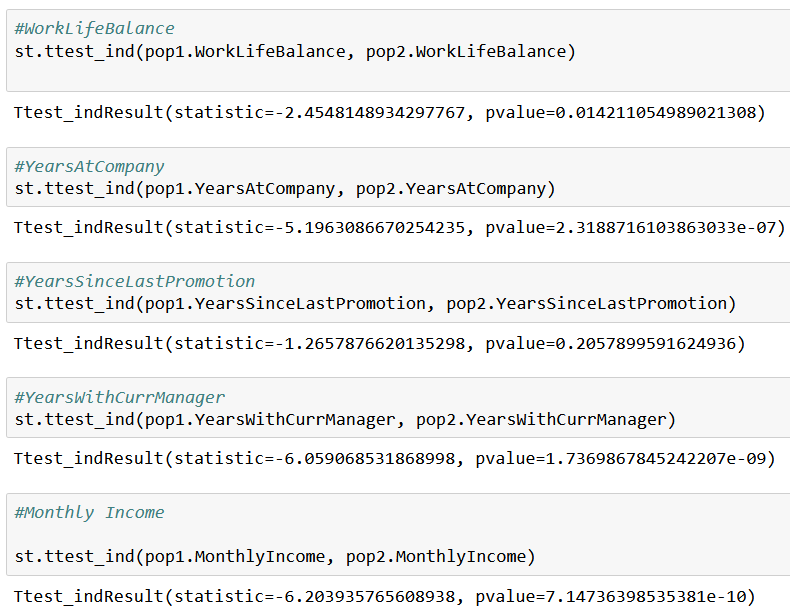 #WorkLifeBalance
st.ttest_ind(pop1.WorkLifeBalance, pop2.WorkLifeBalance)
Ttest_indResult(statistic=-2.4548148934297767, pvalue=0.014211054989021308)
#YearsAtCompany
st.ttest_ind(pop1.YearsAtCompany, pop2.YearsAtCompany)
Ttest_indResult(statistic=-5.1963086670254235, pvalue=2.3188716103863033e-07)
#YearsSinceLastPromotion
st.ttest_ind(pop1.YearsSinceLastPromotion, pop2.YearsSinceLastPromotion)
Ttest_indResult(statistic=-1.2657876620135298, pvalue=0.2057899591624936)
#YearsWithCurrManager
st.ttest_ind(pop1.YearsWithCurrManager, pop2.YearsWithCurrManager)
Ttest_indResult(statistic=-6.059068531868998, pvalue=1.7369867845242207e-09)
#Monthly Income
st.ttest_ind(pop1.MonthlyIncome, pop2.MonthlyIncome)
Ttest_indResult(statistic=-6.203935765608938, pvalue=7.14736398535381e-10)